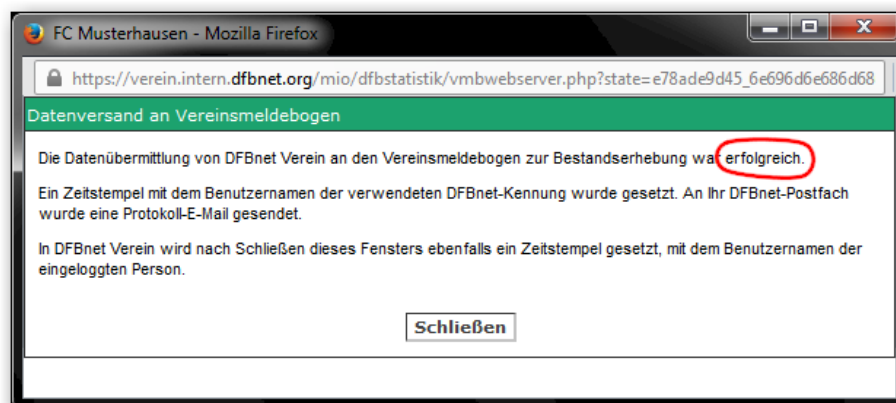 FC Musterhausen - Mozilla Firefox
https://verein.intern.dfbnet.org/mio/dfbstatistik/vmbwebserver.php?state=e78ade9d45_6e696d6e686d68
Datenversand an Vereinsmeldebogen
Die Datenübermittlung von DFBnet Verein an den Vereinsmeldebogen zur Bestandserhebung war erfolgreich.
Ein Zeitstempel mit dem Benutzernamen der verwendeten DFBnet-Kennung wurde gesetzt. An Ihr DFBnet-Postfach
wurde eine Protokoll-E-Mail gesendet.
In DFBnet Verein wird nach Schließen dieses Fensters ebenfalls ein Zeitstempel gesetzt, mit dem Benutzernamen der
eingeloggten Person.
Schließen